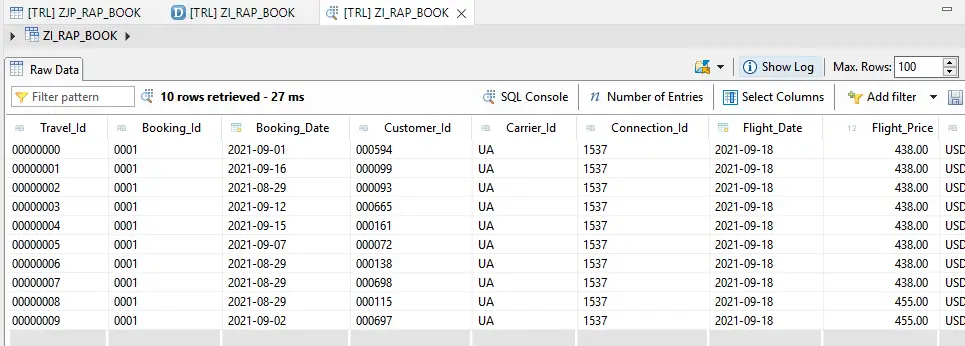 [TRL] ZJP_RAP_BOOK D [TRL] ZI_RAP_BOOK [TRL] ZI_RAP_BOOK
ZI_RAP_BOOK
Raw Data Show Log Max. Rows: 100
Filter pattern 10 rows retrieved - 27 ms SQL Console n Number of Entries Select Columns Add filter
AB Travel_Id AB Booking_Id Booking_Date AB Customer_Id AB Carrier_Id AB Connection_Id Flight_Date 1.2 Flight_Price AB
00000000 0001 2021-09-01 000594 UA 1537 2021-09-18 438.00 USD
00000001 0001 2021-09-16 000099 UA 1537 2021-09-18 438.00 USD
00000002 0001 2021-08-29 000093 UA 1537 2021-09-18 438.00 USD
00000003 0001 2021-09-12 000665 UA 1537 2021-09-18 438.00 USD
00000004 0001 2021-09-15 000161 UA 1537 2021-09-18 438.00 USD
00000005 0001 2021-09-07 000072 UA 1537 2021-09-18 438.00 USD
00000006 0001 2021-08-29 000138 UA 1537 2021-09-18 438.00 USD
00000007 0001 2021-08-29 000698 UA 1537 2021-09-18 438.00 USD
00000008 0001 2021-08-29 000115 UA 1537 2021-09-18 455.00 USD
00000009 0001 2021-09-02 000697 UA 1537 2021-09-18 455.00 USD